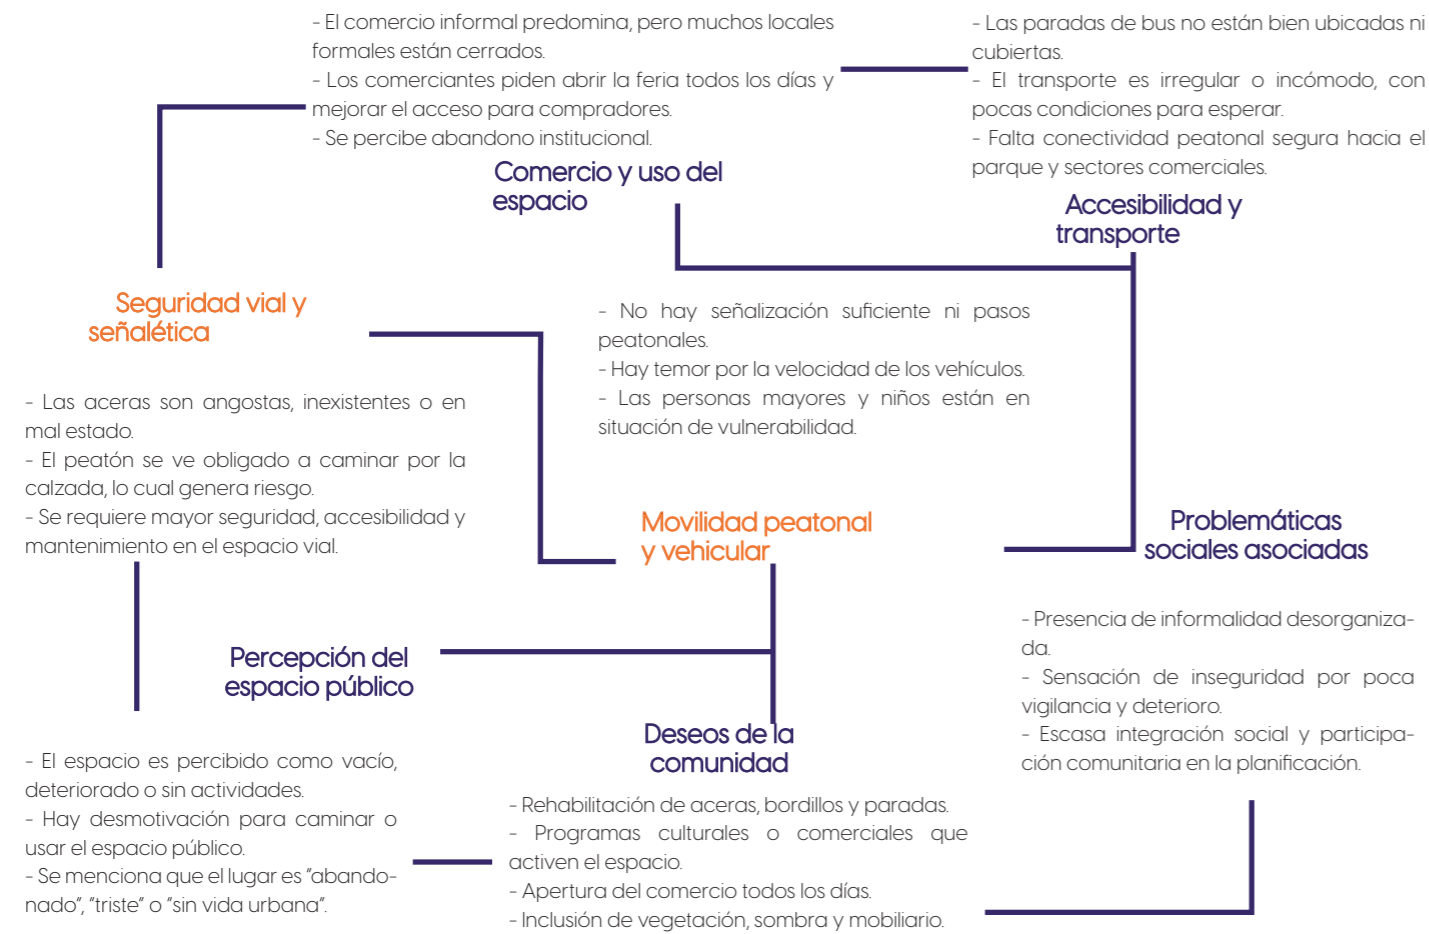 - El comercio informal predomina, pero muchos locales
formales están cerrados.
- Los comerciantes piden abrir la feria todos los días y
mejorar el acceso para compradores.
- Se percibe abandono institucional.
Comercio y uso del
espacio
- Las paradas de bus no están bien ubicadas ni
cubiertas.
- El transporte es irregular o incómodo, con
pocas condiciones para esperar.
- Falta conectividad peatonal segura hacia el
parque y sectores comerciales.
Accesibilidad y
transporte
Seguridad vial y
señalética
- Las aceras son angostas, inexistentes o en
mal estado.
- El peatón se ve obligado a caminar por la
calzada, lo cual genera riesgo.
- Se requiere mayor seguridad, accesibilidad y
mantenimiento en el espacio vial.
- No hay señalización suficiente ni pasos
peatonales.
- Hay temor por la velocidad de los vehículos.
- Las personas mayores y niños están en
situación de vulnerabilidad.
Movilidad peatonal
y vehicular
Problemáticas
sociales asociadas
- Presencia de informalidad desorganiza-
da.
- Sensación de inseguridad por poca
vigilancia y deterioro.
- Escasa integración social y participa-
ción comunitaria en la planificación.
Percepción del
espacio público
- El espacio es percibido como vacío,
deteriorado o sin actividades.
- Hay desmotivación para caminar o
usar el espacio público.
- Se menciona que el lugar es "abando-
nado", "triste" o "sin vida urbana".
Deseos de la
comunidad
- Rehabilitación de aceras, bordillos y paradas.
- Programas culturales o comerciales que
activen el espacio.
- Apertura del comercio todos los días.
- Inclusión de vegetación, sombra y mobiliario.